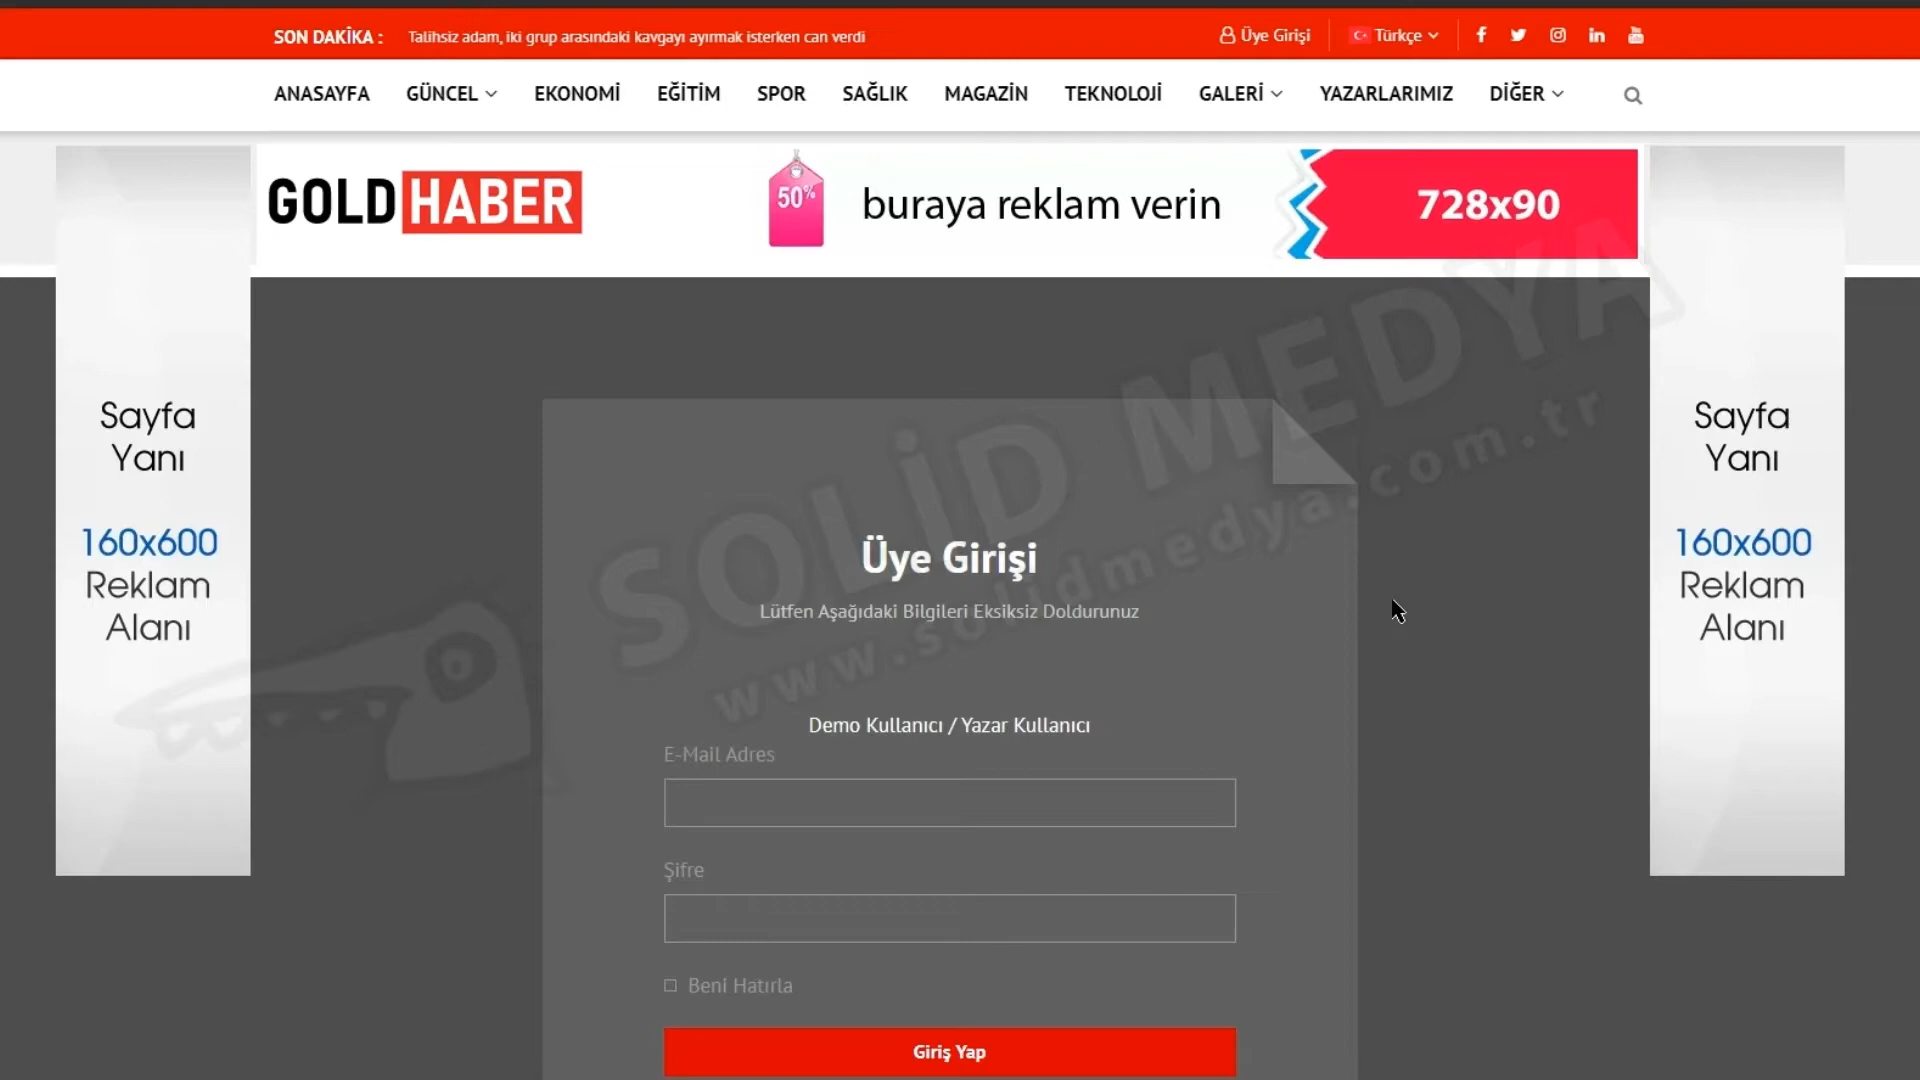 SON DAKİKA : Talihsiz adam, iki grup arasındaki kavgayı ayırmak isterken can verdi
Üye Girişi Türkçe
ANASAYFA GÜNCEL EKONOMİ EĞİTİM SPOR SAĞLIK MAGAZİN TEKNOLOJİ GALERİ YAZARLARIMIZ DİĞER
GOLD HABER
50%
buraya reklam verin
728x90
Sayfa
Yanı
160x600
Reklam
Alanı
SOLİD MEDYA
www.solidmedya.com.tr
Üye Girişi
Lütfen Aşağıdaki Bilgileri Eksiksiz Doldurunuz
Demo Kullanıcı / Yazar Kullanıcı
E-Mail Adres
Şifre
Beni Hatırla
Giriş Yap
Sayfa
Yanı
160x600
Reklam
Alanı